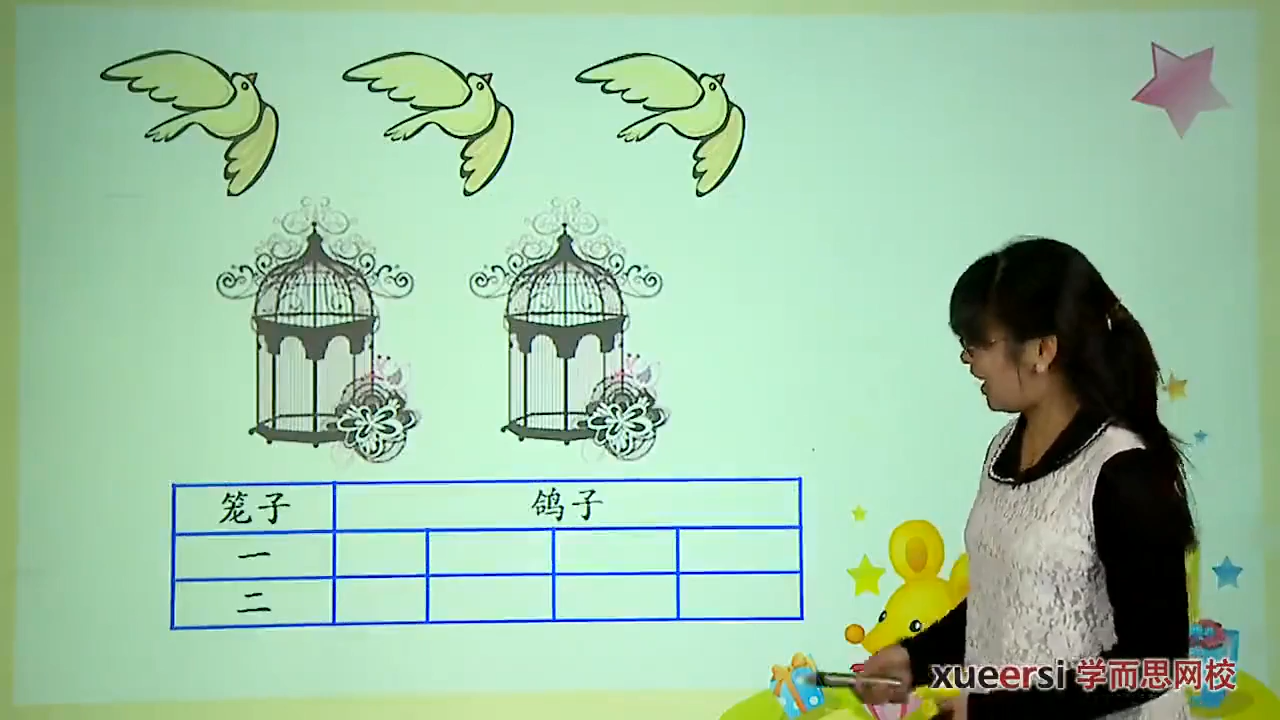 笼子 鸽子
一
二
xueersi 学而思网校